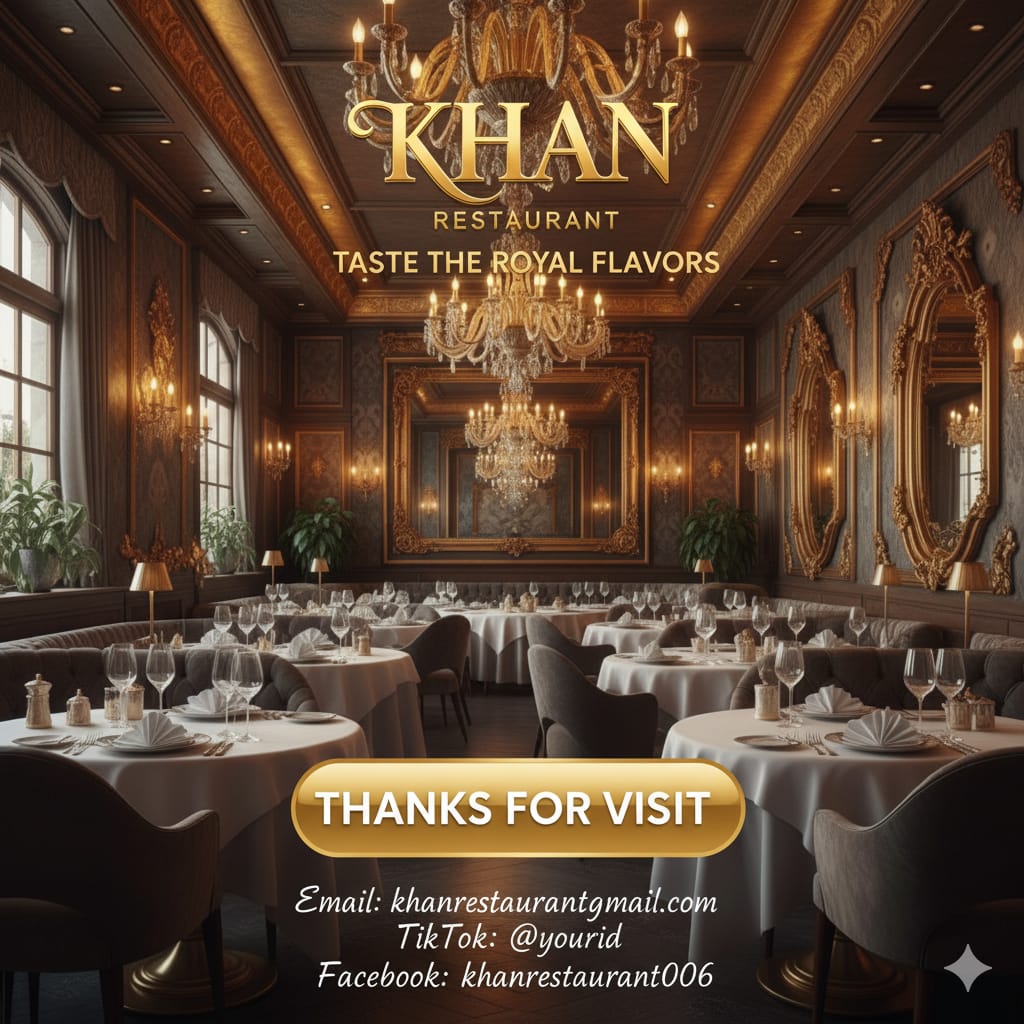 KHAN
RESTAURANT
TASTE THE ROYAL FLAVORS
THANKS FOR VISIT
Email: khanrestaurantgmail.com
TikTok: @yourid
Facebook: khanrestaurant006